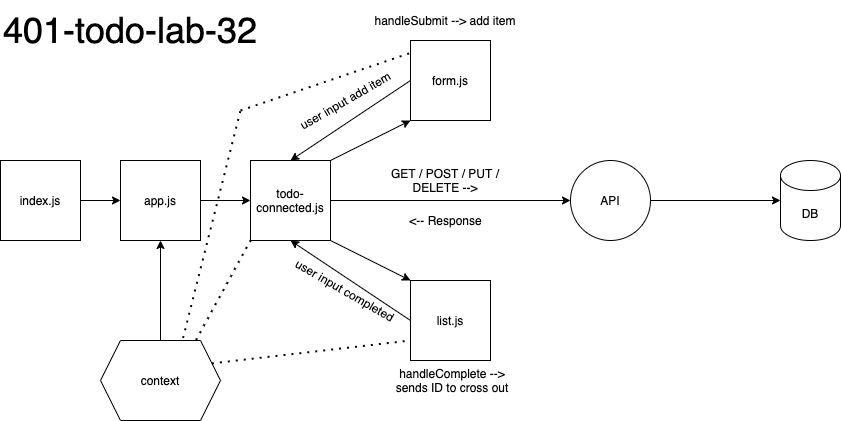 401-todo-lab-32
handleSubmit --> add item
form.js
user input add item
GET / POST / PUT /
DELETE -->
index.js
app.js
todo-
connected.js
API
DB
<-- Response
user input completed
list.js
handleComplete -->
sends ID to cross out
context